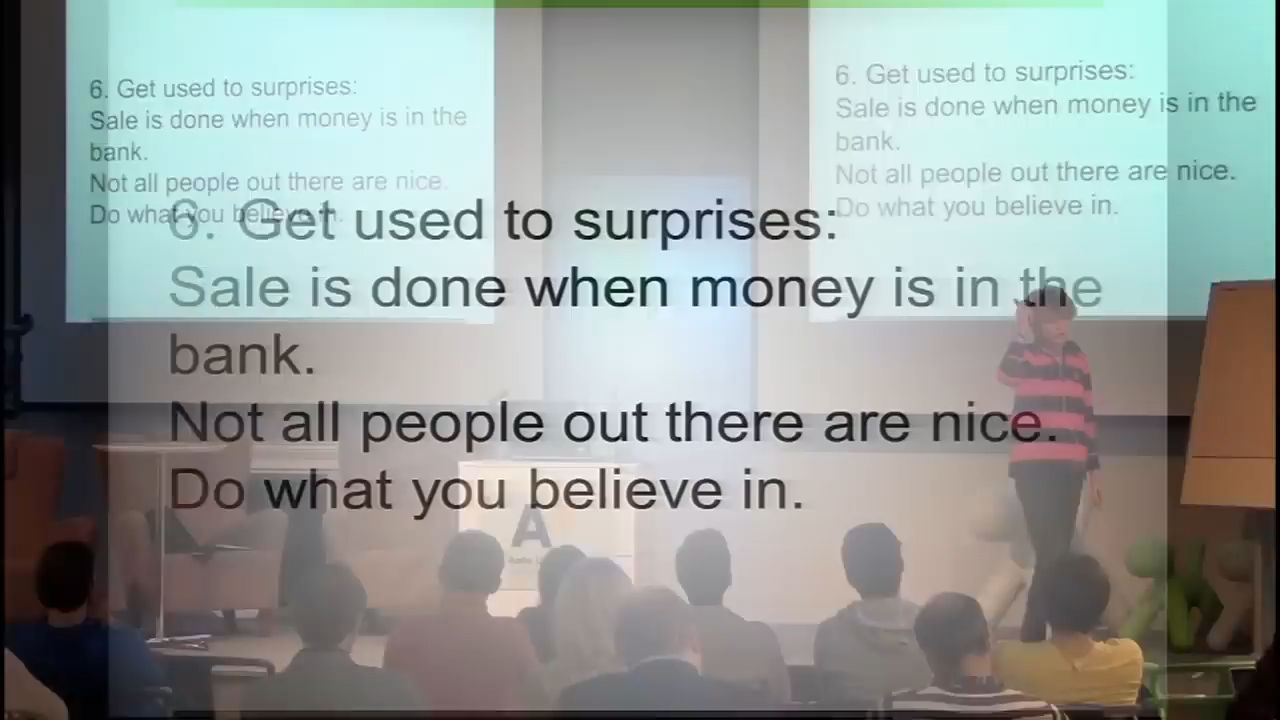 6. Get used to surprises:
Sale is done when money is in the
bank.
Not all people out there are nice.
Do what you believe in.
6. Get used to surprises:
Sale is done when money is in the
bank.
Not all people out there are nice.
Do what you believe in.
6. Get used to surprises:
Sale is done when money is in the
bank.
Not all people out there are nice.
Do what you believe in.
A